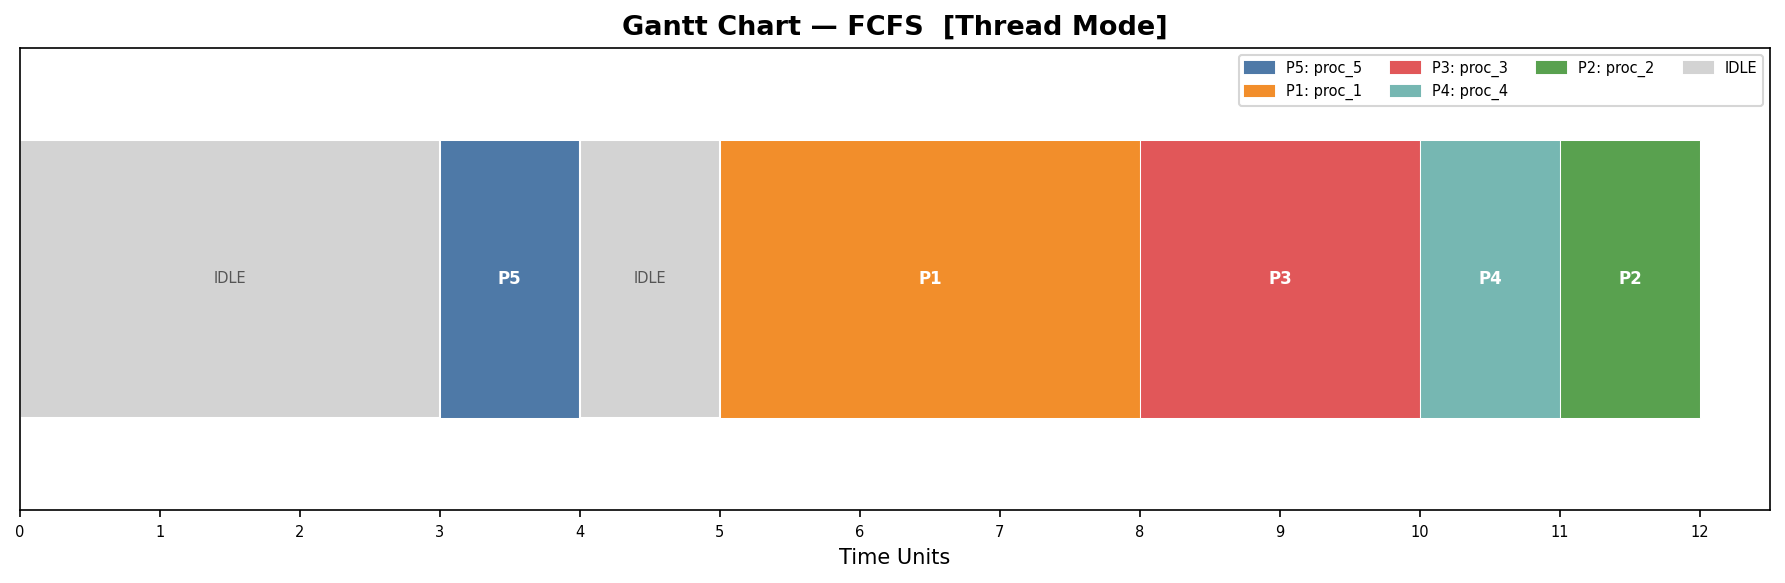 Gantt Chart — FCFS  [Thread Mode]
P5: proc_5 P3: proc_3 P2: proc_2 IDLE
P1: proc_1 P4: proc_4
IDLE P5 IDLE P1 P3 P4 P2
0 1 2 3 4 5 6 7 8 9 10 11 12
Time Units